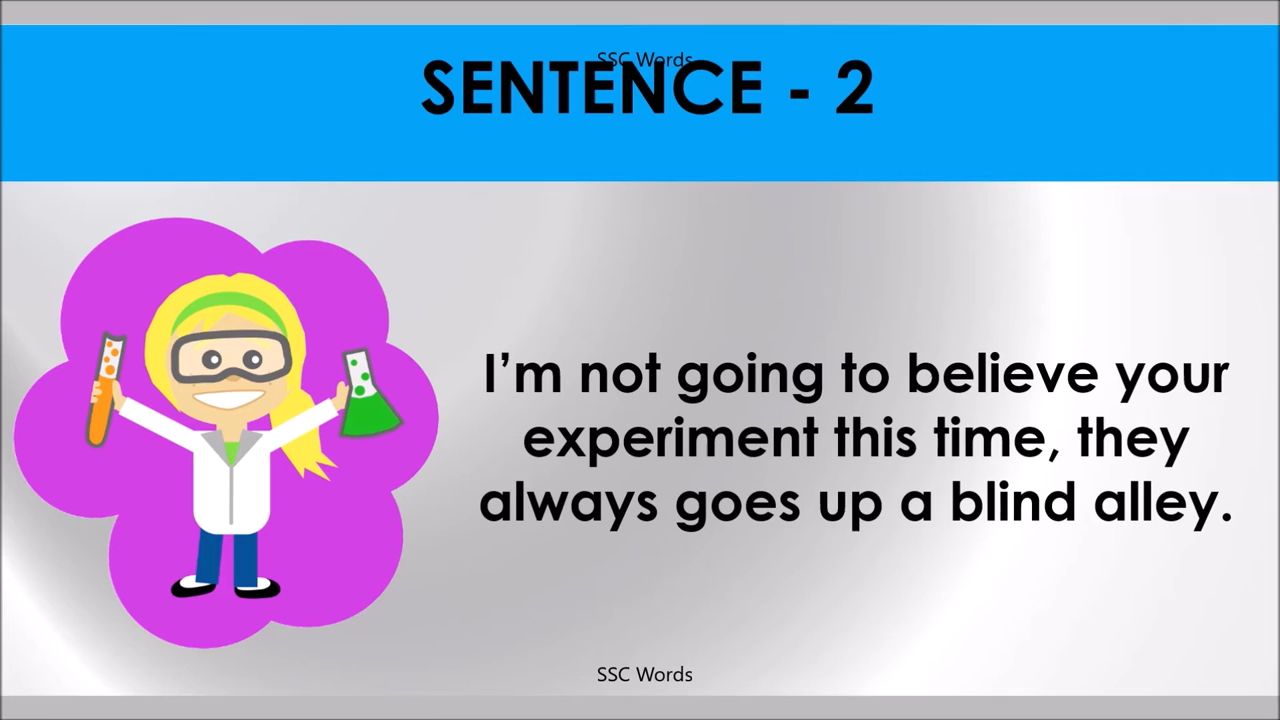 SSC Words
SENTENCE - 2
I’m not going to believe your
experiment this time, they
always goes up a blind alley.
SSC Words